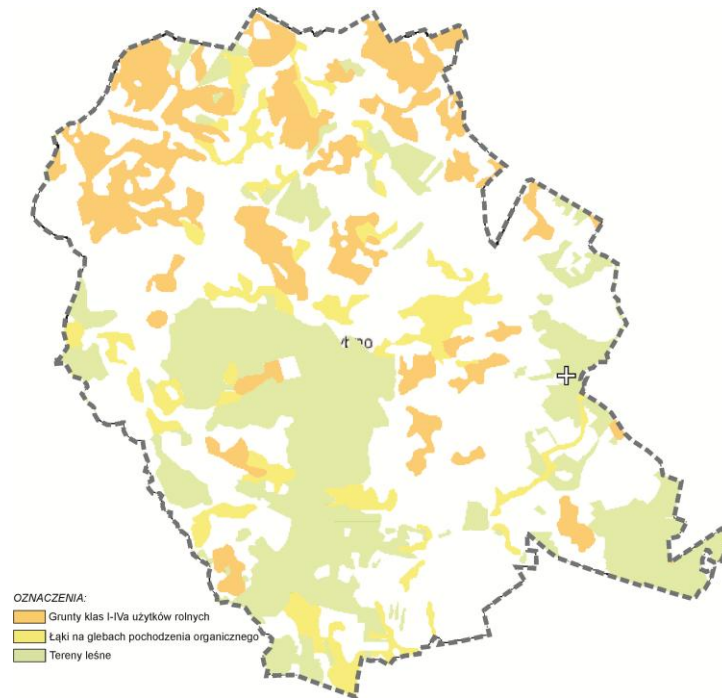 OZNACZENIA:
Grunty klas I-IVa użytków rolnych
Łąki na glebach pochodzenia organicznego
Tereny leśne